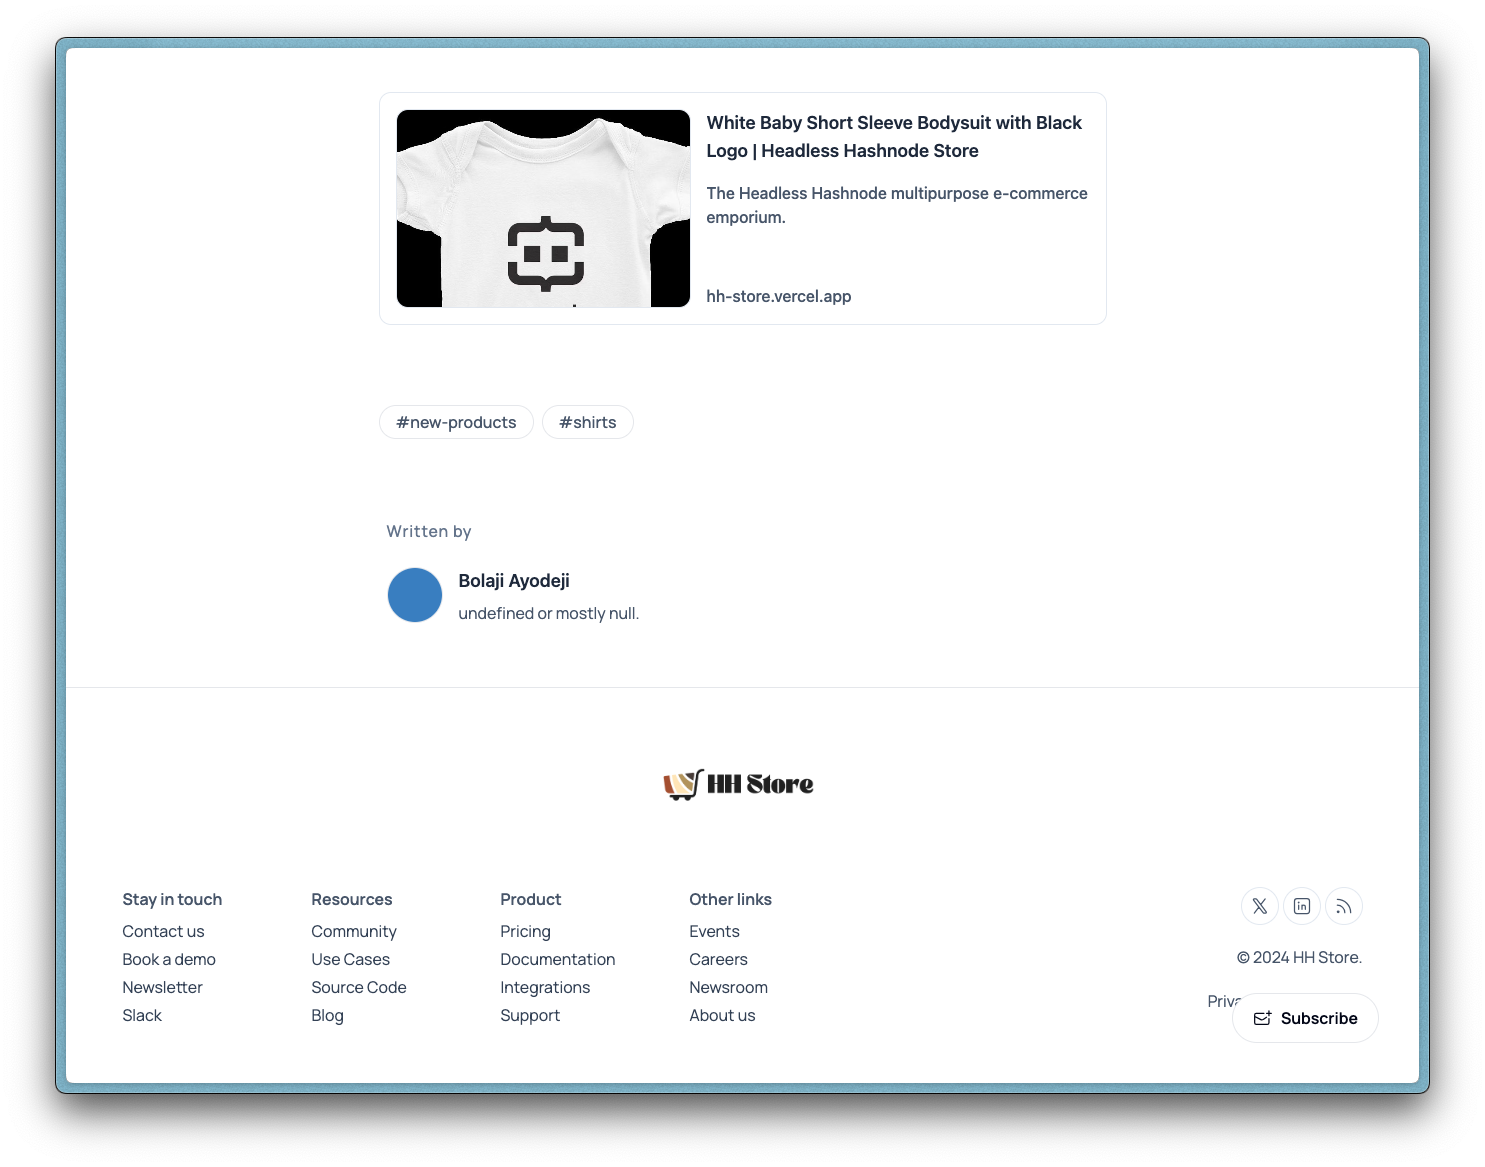 White Baby Short Sleeve Bodysuit with Black
Logo | Headless Hashnode Store
The Headless Hashnode multipurpose e-commerce
emporium.
hh-store.vercel.app
#new-products
#shirts
Written by
Bolaji Ayodeji
undefined or mostly null.
HH Store
Stay in touch
Contact us
Book a demo
Newsletter
Slack
Resources
Community
Use Cases
Source Code
Blog
Product
Pricing
Documentation
Integrations
Support
Other links
Events
Careers
Newsroom
About us
© 2024 HH Store.
Subscribe